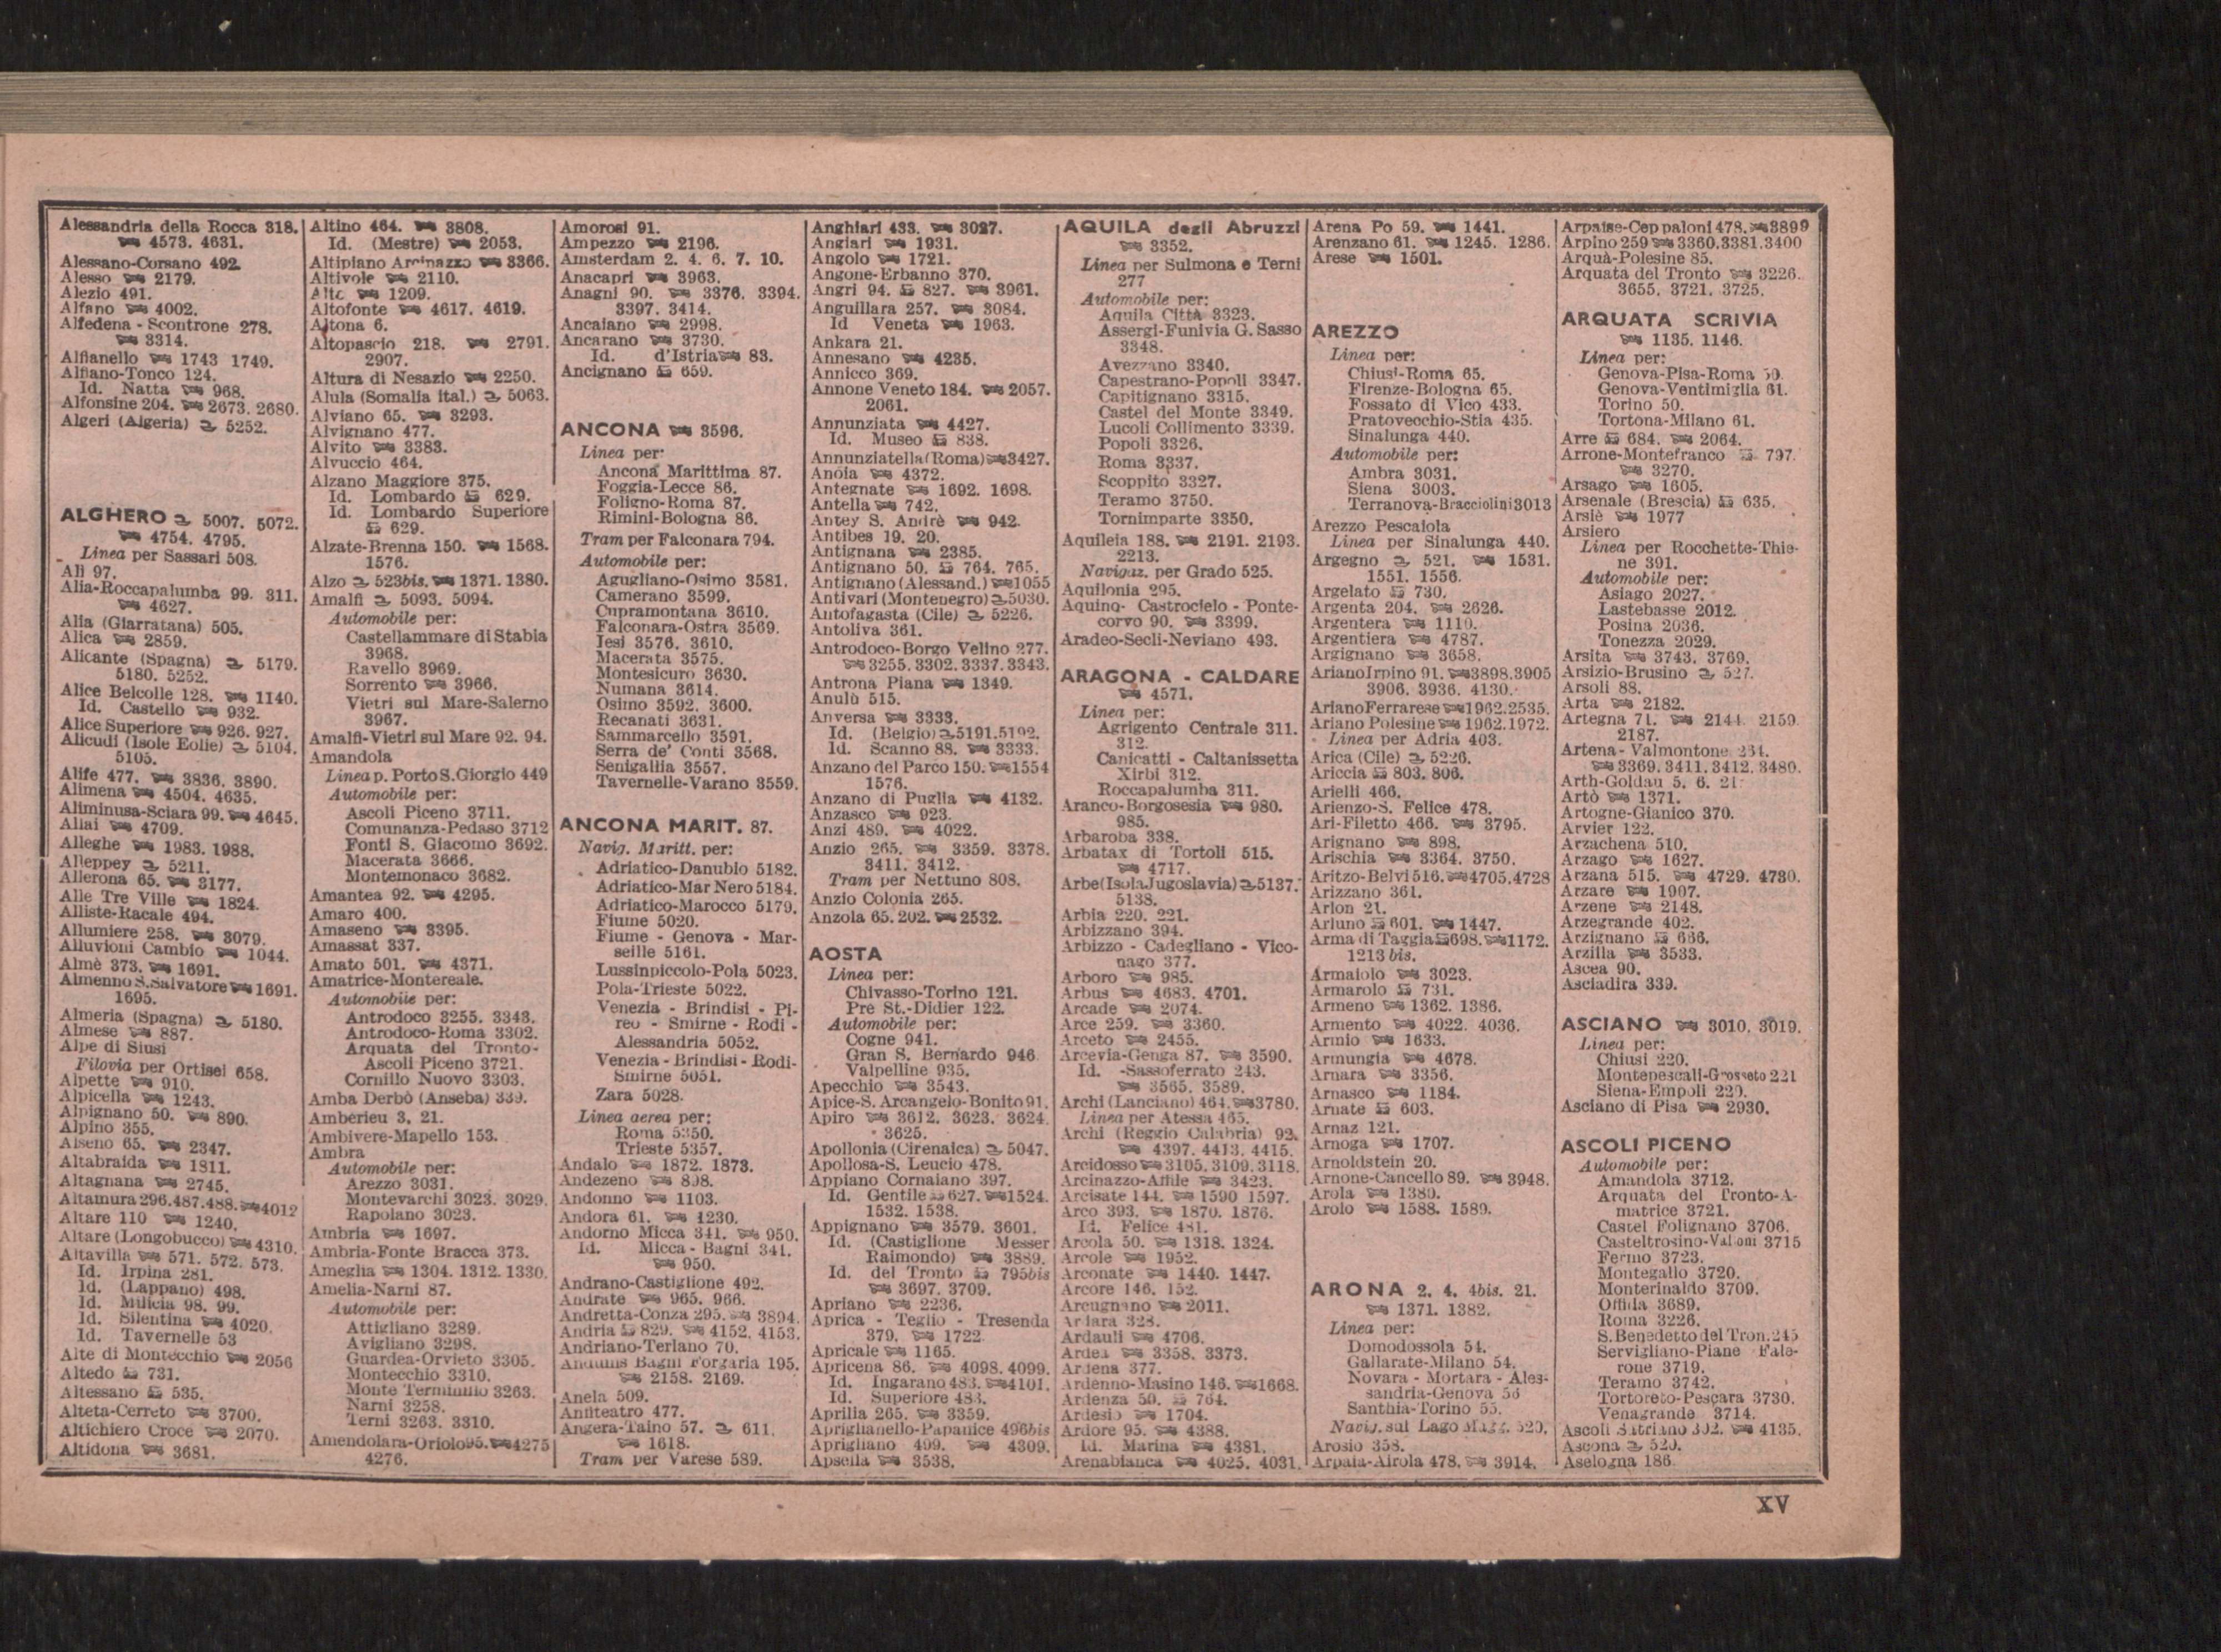 Alessandria della Rocca 318.
4573. 4631.
Alessano-Corsano 492.
Alesso 2179.
Alezio 491.
Alfano 4002.
Alfedena - Scontrone 278.
3314.
Alfianello 1743 1749.
Alfiano-Tonco 124.
Id. Natta 968.
Alfonsine 204. 2673. 2680.
Algeri (Algeria) 5252.
ALGHERO 5007. 5072.
4754. 4795.
Linea per Sassari 508.
Alì 97.
Alia-Roccapalumba 99. 311.
4627.
Alia (Giarratana) 505.
Alica 2859.
Alicante (Spagna) 5179.
5180. 5252.
Alice Belcolle 128. 1140.
Id. Castello 932.
Alice Superiore 926. 927.
Alicudi (Isole Eolie) 5104.
5105.
Alife 477. 3836. 3890.
Alimena 4504. 4635.
Aliminusa-Sciara 99. 4645.
Allai 4709.
Alleghe 1983. 1988.
Alleppey 5211.
Allerona 65. 3177.
Alle Tre Ville 1824.
Alliste-Racale 494.
Allumiere 258. 3079.
Alluvioni Cambio 1044.
Almè 373. 1691.
Almenno S. Salvatore 1691.
1695.
Almeria (Spagna) 5180.
Almese 887.
Alpe di Siusi
Filovia per Ortisei 658.
Alpette 910.
Alpicella 1243.
Alpignano 50. 890.
Alpino 355.
Alseno 65. 2347.
Altabraida 1811.
Altagnana 2745.
Altamura 296.487.488. 4012
Altare 110 1240.
Altare (Longobucco) 4310.
Altavilla 571. 572. 573.
Id. Irpina 281.
Id. (Lappano) 498.
Id. Milicia 98. 99.
Id. Silentina 4020.
Id. Tavernelle 53
Alte di Montecchio 2056
Altedo 731.
Altessano 535.
Alteta-Cerreto 3700.
Altichiero Croce 2070.
Altidona 3681.
Altino 464. 3808.
Id. (Mestre) 2053.
Altipiano Arcinazzo 3366.
Altivole 2110.
Alto 1209.
Altofonte 4617. 4619.
Altona 6.
Altopascio 218. 2791.
2907.
Altura di Nesazio 2250.
Alula (Somalia ital.) 5063.
Alviano 65. 3293.
Alvignano 477.
Alvito 3383.
Alvuccio 464.
Alzano Maggiore 375.
Id. Lombardo 629.
Id. Lombardo Superiore
629.
Alzate-Brenna 150. 1568.
1576.
Alzo 523bis. 1371. 1380.
Amalfi 5093. 5094.
Automobile per:
Castellammare di Stabia
3968.
Ravello 3969.
Sorrento 3966.
Vietri sul Mare-Salerno
3967.
Amalfi-Vietri sul Mare 92. 94.
Amandola
Linea p. Porto S.Giorgio 449
Automobile per:
Ascoli Piceno 3711.
Comunanza-Pedaso 3712
Fonti S. Giacomo 3692.
Macerata 3666.
Montemonaco 3682.
Amantea 92. 4295.
Amaro 400.
Amaseno 3395.
Amassat 337.
Amato 501. 4371.
Amatrice-Montereale.
Automobile per:
Antrodoco 3255. 3343.
Antrodoco-Roma 3302.
Arquata del Tronto-
Ascoli Piceno 3721.
Cornillo Nuovo 3303.
Amba Derbò (Anseba) 339.
Amberieu 3. 21.
Ambivere-Mapello 153.
Ambra
Automobile per:
Arezzo 3031.
Montevarchi 3023. 3029.
Rapolano 3023.
Ambria 1697.
Ambria-Fonte Bracca 373.
Ameglia 1304. 1312. 1330.
Amelia-Narni 87.
Automobile per:
Attigliano 3289.
Avigliano 3298.
Guardea-Orvieto 3305.
Montecchio 3310.
Monte Terminillo 3263.
Narni 3258.
Terni 3263. 3310.
Amendolara-Oriolo 95. 4275
4276.
Amorosi 91.
Ampezzo 2196.
Amsterdam 2. 4. 6. 7. 10.
Anacapri 3963.
Anagni 90. 3376. 3394.
3397. 3414.
Ancaiano 2998.
Ancarano 3730.
Id. d'Istria 83.
Ancignano 659.
ANCONA 3596.
Linea per:
Ancona Marittima 87.
Foggia-Lecce 86.
Foligno-Roma 87.
Rimini-Bologna 86.
Tram per Falconara 794.
Automobile per:
Agugliano-Osimo 3581.
Camerano 3599.
Cupramontana 3610.
Falconara-Ostra 3569.
Iesi 3576. 3610.
Macerata 3575.
Montesicuro 3630.
Numana 3614.
Osimo 3592. 3600.
Recanati 3631.
Sammarcello 3591.
Serra de' Conti 3568.
Senigallia 3557.
Tavernelle-Varano 3559.
ANCONA MARIT. 87.
Navig. Maritt. per:
Adriatico-Danubio 5182.
Adriatico-Mar Nero 5184.
Adriatico-Marocco 5179.
Fiume 5020.
Fiume - Genova - Mar-
seille 5161.
Lussinpiccolo-Pola 5023.
Pola-Trieste 5022.
Venezia - Brindisi - Pi-
reo - Smirne - Rodi -
Alessandria 5052.
Venezia - Brindisi - Rodi-
Smirne 5051.
Zara 5028.
Linea aerea per:
Roma 5350.
Trieste 5357.
Andalo 1872. 1873.
Andezeno 898.
Andonno 1103.
Andora 61. 1230.
Andorno Micca 341. 950.
Id. Micca - Bagni 341.
950.
Andrano-Castiglione 492.
Andrate 965. 966.
Andretta-Conza 295. 3894.
Andria 829. 4152. 4153.
Andriano-Terlano 70.
Anduins Bagni Forgaria 195.
2158. 2169.
Anela 509.
Anfiteatro 477.
Angera-Taino 57. 611.
1618.
Tram per Varese 589.
Anghiari 433. 3027.
Angiari 1931.
Angolo 1721.
Angone-Erbanno 370.
Angri 94. 827. 3961.
Anguillara 257. 3084.
Id Veneta 1963.
Ankara 21.
Annesano 4235.
Annicco 369.
Annone Veneto 184. 2057.
2061.
Annunziata 4427.
Id. Museo 838.
Annunziatella (Roma) 3427.
Anoia 4372.
Antegnate 1692. 1698.
Antella 742.
Antey S. Andrè 942.
Antibes 19. 20.
Antignana 2385.
Antignano 50. 764. 765.
Antignano (Alessand.) 1055
Antivari (Montenegro) 5030.
Antofagasta (Cile) 5226.
Antoliva 361.
Antrodoco-Borgo Velino 277.
3255. 3302. 3337. 3343.
Antrona Piana 1349.
Anulù 515.
Anversa 3333.
Id. (Belgio) 5191.5192.
Id. Scanno 88. 3333.
Anzano del Parco 150. 1554
1576.
Anzano di Puglia 4132.
Anzasco 923.
Anzi 489. 4022.
Anzio 265. 3359. 3378.
3411. 3412.
Tram per Nettuno 808.
Anzio Colonia 265.
Anzola 65. 202. 2532.
AOSTA
Linea per:
Chivasso-Torino 121.
Pre St.-Didier 122.
Automobile per:
Cogne 941.
Gran S. Bernardo 946
Valpelline 935.
Apecchio 3543.
Apice-S. Arcangelo-Bonito 91.
Apiro 3612. 3623. 3624
3625.
Apollonia (Cirenaica) 5047.
Apollosa-S. Leucio 478.
Appiano Cornaiano 397.
Id. Gentile 627. 1524.
1532. 1538.
Appignano 3579. 3601.
Id. (Castiglione Messer
Raimondo) 3889.
Id. del Tronto 795bis
3697. 3709.
Apriano 2236.
Aprica - Teglio - Tresenda
379. 1722.
Apricale 1165.
Apricena 86. 4098. 4099.
Id. Ingarano 483. 4101.
Id. Superiore 483.
Aprilia 265. 3359.
Apriglianello-Papanice 496bis
Aprigliano 499. 4309.
Apsella 3538.
AQUILA degli Abruzzi
3352.
Linea per Sulmona e Terni
277
Automobile per:
Aquila Città 3323.
Assergi-Funivia G. Sasso
3348.
Avezzano 3340.
Capestrano-Popoli 3347.
Capitignano 3315.
Castel del Monte 3349.
Lucoli Collimento 3339.
Popoli 3326.
Roma 3337.
Scoppito 3327.
Teramo 3750.
Tornimparte 3350.
Aquileia 188. 2191. 2193.
2213.
Navigaz. per Grado 525.
Aquilonia 295.
Aquino- Castrocielo - Ponte-
corvo 90. 3399.
Aradeo-Seclì-Neviano 493.
ARAGONA - CALDARE
4571.
Linea per:
Agrigento Centrale 311.
312.
Canicatti - Caltanissetta
Xirbi 312.
Roccapalumba 311.
Aranco-Borgosesia 980.
985.
Arbaroba 338.
Arbatax di Tortoli 515.
4717.
Arbe (Isola Jugoslavia) 5137.
5138.
Arbia 220. 221.
Arbizzano 394.
Arbizzo - Cadegliano - Vico-
nago 377.
Arboro 985.
Arbus 4683. 4701.
Arcade 2074.
Arce 259. 3360.
Arceto 2455.
Arcevia-Genga 87. 3590.
Id. -Sassoferrato 243.
3565. 3589.
Archi (Lanciano) 464. 3780.
Linea per Atessa 465.
Archi (Reggio Calabria) 92.
4397. 4413. 4415.
Arcidosso 3105. 3109. 3118.
Arcinazzo-Affile 3423.
Arcisate 144. 1590 1597.
Arco 393. 1870. 1876.
Id. Felice 481.
Arcola 50. 1318. 1324.
Arcole 1952.
Arconate 1440. 1447.
Arcore 146. 152.
Arcugnano 2011.
Ardara 328.
Ardauli 4706.
Ardea 3358. 3373.
Ardena 377.
Ardenno-Masino 146. 1668.
Ardenza 50. 764.
Ardesio 1704.
Ardore 95. 4388.
Id. Marina 4381.
Arenabianca 4025. 4031.
Arena Po 59. 1441.
Arenzano 61. 1245. 1286.
Arese 1501.
AREZZO
Linea per:
Chiusi-Roma 65.
Firenze-Bologna 65.
Fossato di Vico 433.
Pratovecchio-Stia 435.
Sinalunga 440.
Automobile per:
Ambra 3031.
Siena 3003.
Terranova-Bracciolini 3013
Arezzo Pescaiola
Linea per Sinalunga 440.
Argegno 521. 1531.
1551. 1556.
Argelato 730.
Argenta 204. 2626.
Argentera 1110.
Argentiera 4787.
Argignano 3658.
Ariano Irpino 91. 3898.3905
3906. 3936. 4130.
Ariano Ferrarese 1962.2535.
Ariano Polesine 1962.1972.
Linea per Adria 403.
Arica (Cile) 5226.
Ariccia 803. 806.
Arielli 466.
Arienzo-S. Felice 478.
Ari-Filetto 466. 3795.
Arignano 898.
Arischia 3364. 3750.
Aritzo-Belvi 516. 4705.4728
Arizzano 361.
Arlon 21.
Arluno 601. 1447.
Arma di Taggia 698. 1172.
1213 bis.
Armaiolo 3023.
Armarolo 731.
Armeno 1362. 1386.
Armento 4022. 4036.
Armio 1633.
Armungia 4678.
Arnara 3356.
Arnasco 1184.
Arnate 603.
Arnaz 121.
Arnoga 1707.
Arnoldstein 20.
Arnone-Cancello 89. 3948.
Arola 1380.
Arolo 1588. 1589.
ARONA 2. 4. 4bis. 21.
1371. 1382.
Linea per:
Domodossola 54.
Gallarate-Milano 54.
Novara - Mortara - Ales-
sandria-Genova 56
Santhia-Torino 55.
Navig. sul Lago Magg. 520.
Arosio 358.
Arpaia-Airola 478. 3914.
Arpaise-Ceppaloni 478. 3899
Arpino 259 3360.3381.3400
Arquà-Polesine 85.
Arquata del Tronto 3226.
3655. 3721. 3725.
ARQUATA SCRIVIA
1135. 1146.
Linea per:
Genova-Pisa-Roma 50.
Genova-Ventimiglia 61.
Torino 50.
Tortona-Milano 61.
Arre 684. 2064.
Arrone-Montefranco 797.
3270.
Arsago 1605.
Arsenale (Brescia) 635.
Arsiè 1977
Arsiero
Linea per Rocchette-Thie-
ne 391.
Automobile per:
Asiago 2027.
Lastebasse 2012.
Posina 2036.
Tonezza 2029.
Arsita 3743. 3769.
Arsizio-Brusino 527.
Arsoli 88.
Arta 2182.
Artegna 71. 2144. 2159.
2187.
Artena - Valmontone 264.
3369. 3411. 3412. 3480.
Arth-Goldau 5. 6. 21
Artò 1371.
Artogne-Gianico 370.
Arvier 122.
Arzachena 510.
Arzago 1627.
Arzana 515. 4729. 4730.
Arzare 1907.
Arzene 2148.
Arzegrande 402.
Arzignano 666.
Arzilla 3533.
Ascea 90.
Asciadira 339.
ASCIANO 3010. 3019.
Linea per:
Chiusi 220.
Montepescali-Grosseto 221
Siena-Empoli 220.
Asciano di Pisa 2930.
ASCOLI PICENO
Automobile per:
Amandola 3712.
Arquata del Tronto-A-
matrice 3721.
Castel Folignano 3706.
Casteltrosino-Valloni 3715
Fermo 3723.
Montegallo 3720.
Monterinaldo 3709.
Offida 3689.
Roma 3226.
S. Benedetto del Tron. 245
Servigliano-Piane Fale-
rone 3719.
Teramo 3742.
Tortoreto-Pescara 3730.
Venagrande 3714.
Ascoli Satriano 302. 4135.
Ascona 520.
Aselogna 186
XV